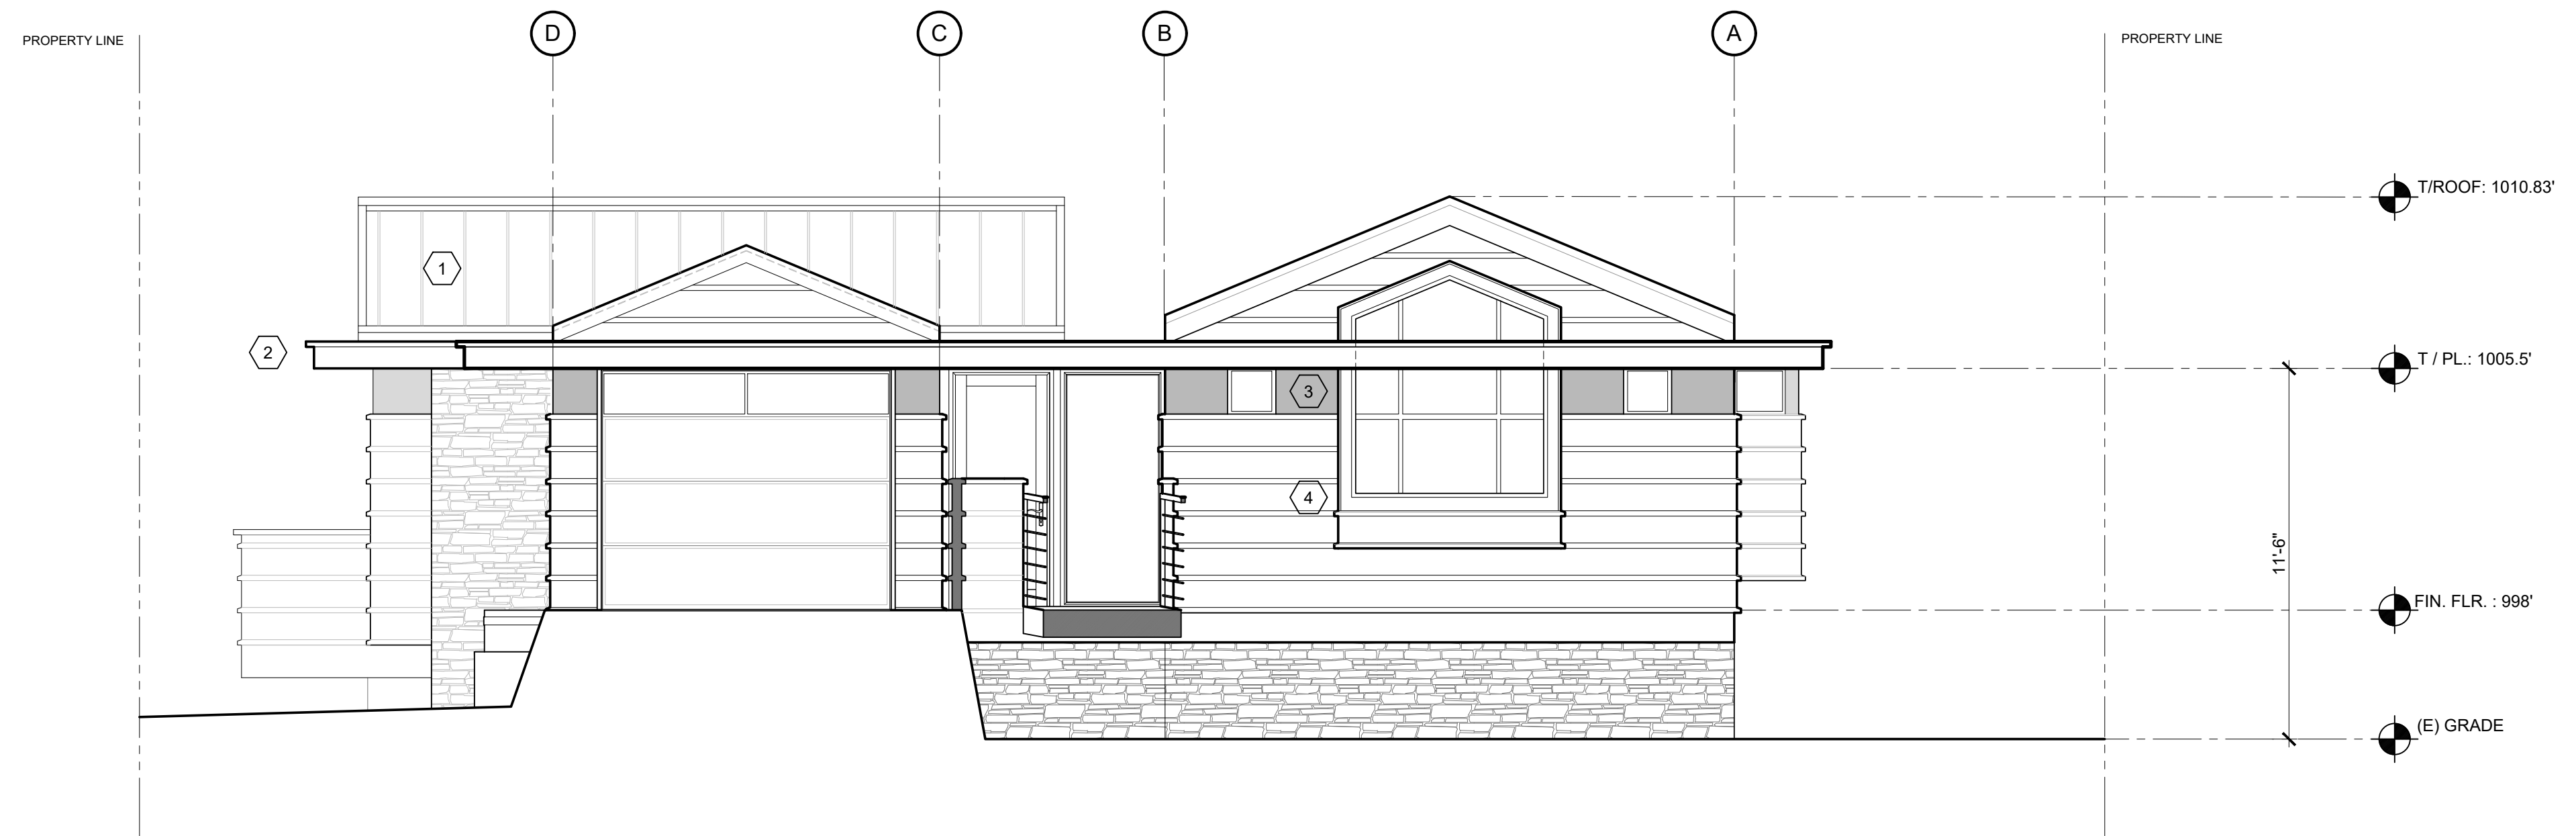 D
C
B
A
PROPERTY LINE
PROPERTY LINE
T/ROOF: 1010.83'
1
2
T / PL.: 1005.5'
3
4
11'-6"
FIN. FLR. : 998'
(E) GRADE